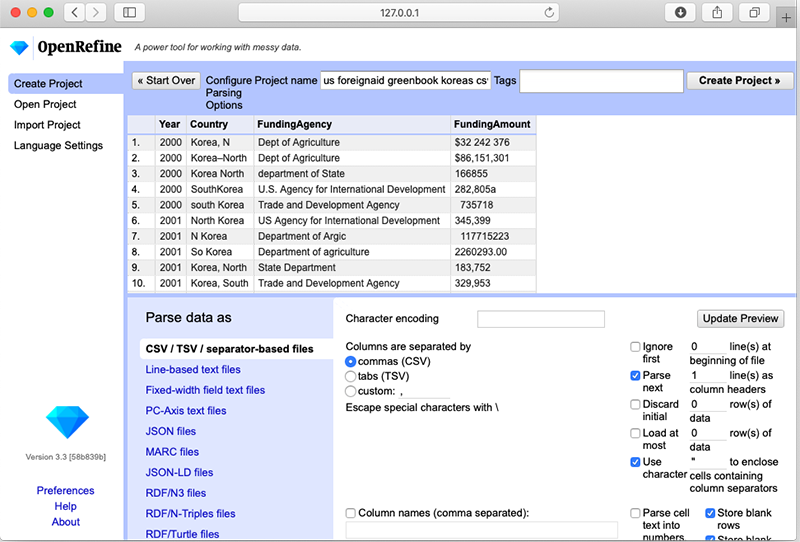 127.0.0.1
OpenRefine A power tool for working with messy data.
Create Project
Open Project
Import Project
Language Settings
« Start Over Configure Parsing Options Project name us foreignaid greenbook koreas cs Tags Create Project »
Year Country FundingAgency FundingAmount
1. 2000 Korea, N Dept of Agriculture $32 242 376
2. 2000 Korea–North Dept of Agriculture $86,151,301
3. 2000 Korea North department of State 166855
4. 2000 SouthKorea U.S. Agency for International Development 282,805a
5. 2000 south Korea Trade and Development Agency 735718
6. 2001 North Korea US Agency for International Development 345,399
7. 2001 N Korea Department of Argic 117715223
8. 2001 So Korea Department of agriculture 2260293.00
9. 2001 Korea, North State Department 183,752
10. 2001 Korea, South Trade and Development Agency 329,953
Parse data as
CSV / TSV / separator-based files
Line-based text files
Fixed-width field text files
PC-Axis text files
JSON files
MARC files
JSON-LD files
RDF/N3 files
RDF/N-Triples files
RDF/Turtle files
Character encoding
Update Preview
Columns are separated by
commas (CSV)
tabs (TSV)
custom: ,
Escape special characters with \
Ignore first 0 line(s) at beginning of file
Parse next 1 line(s) as column headers
Discard initial 0 row(s) of data
Load at most 0 row(s) of data
Use character " to enclose cells containing column separators
Column names (comma separated):
Parse cell text into numbers
Store blank rows
Store blank
Version 3.3 [58b839b]
Preferences
Help
About